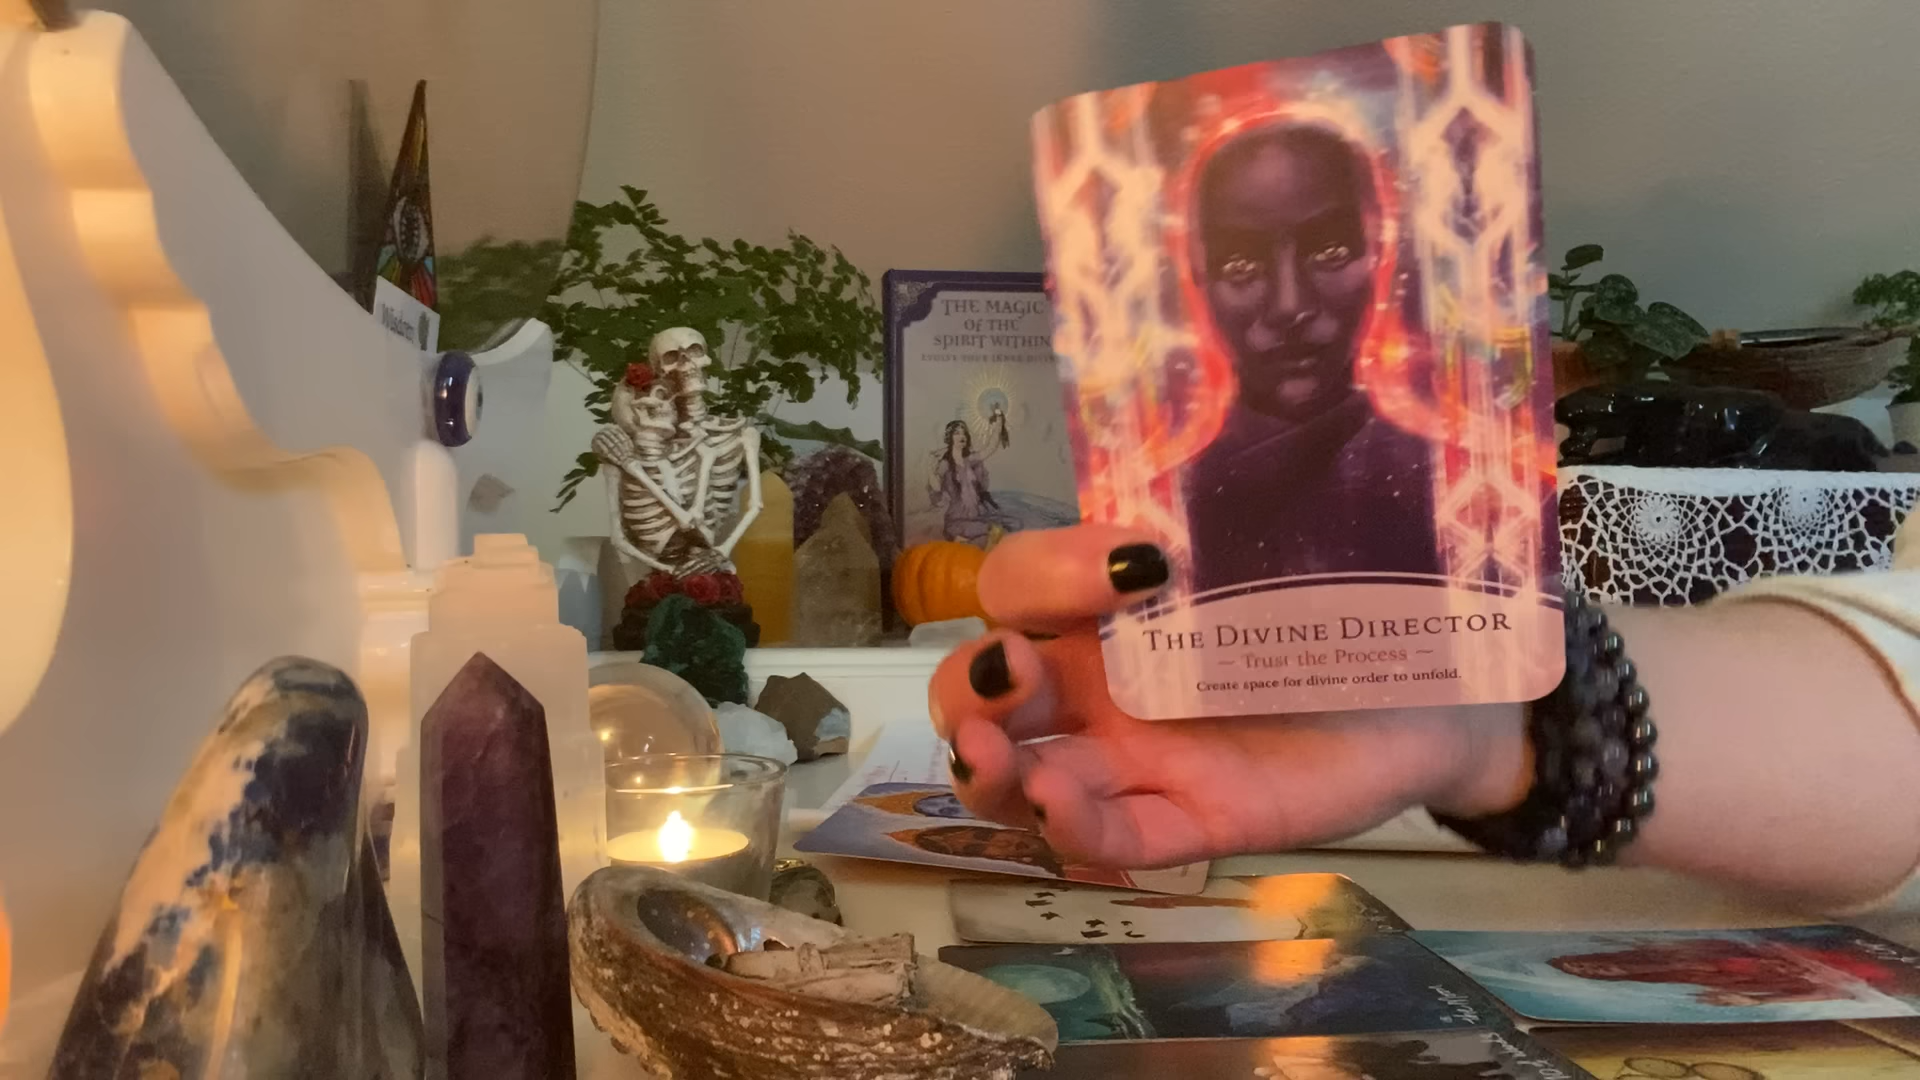 THE MAGIC
OF THE
SPIRIT WITHIN
THE DIVINE DIRECTOR
~ Trust the Process ~
Create space for divine order to unfold.